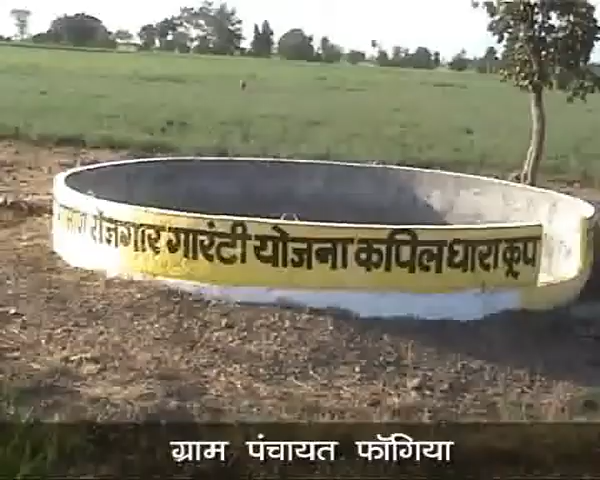 रोजगार गारंटी योजना कपिलधारा कूप
ग्राम पंचायत फॉगिया